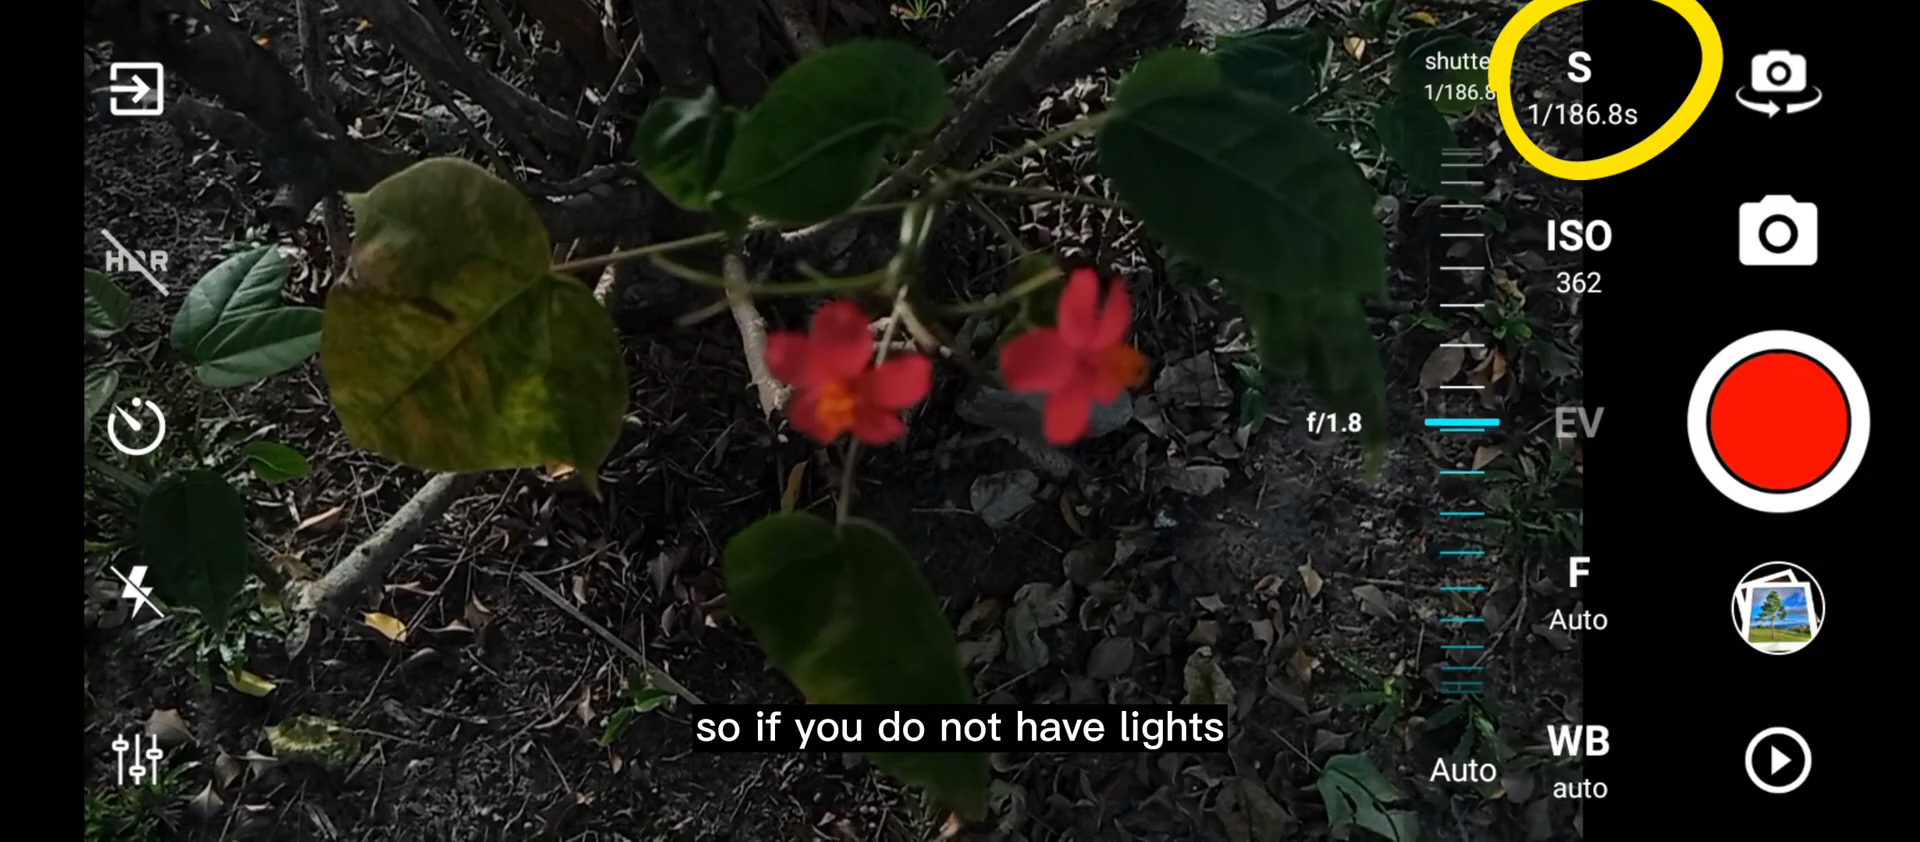 shutte
1/186.8
S
1/186.8s
HDR
ISO
362
f/1.8
EV
F
Auto
so if you do not have lights
WB
auto
Auto